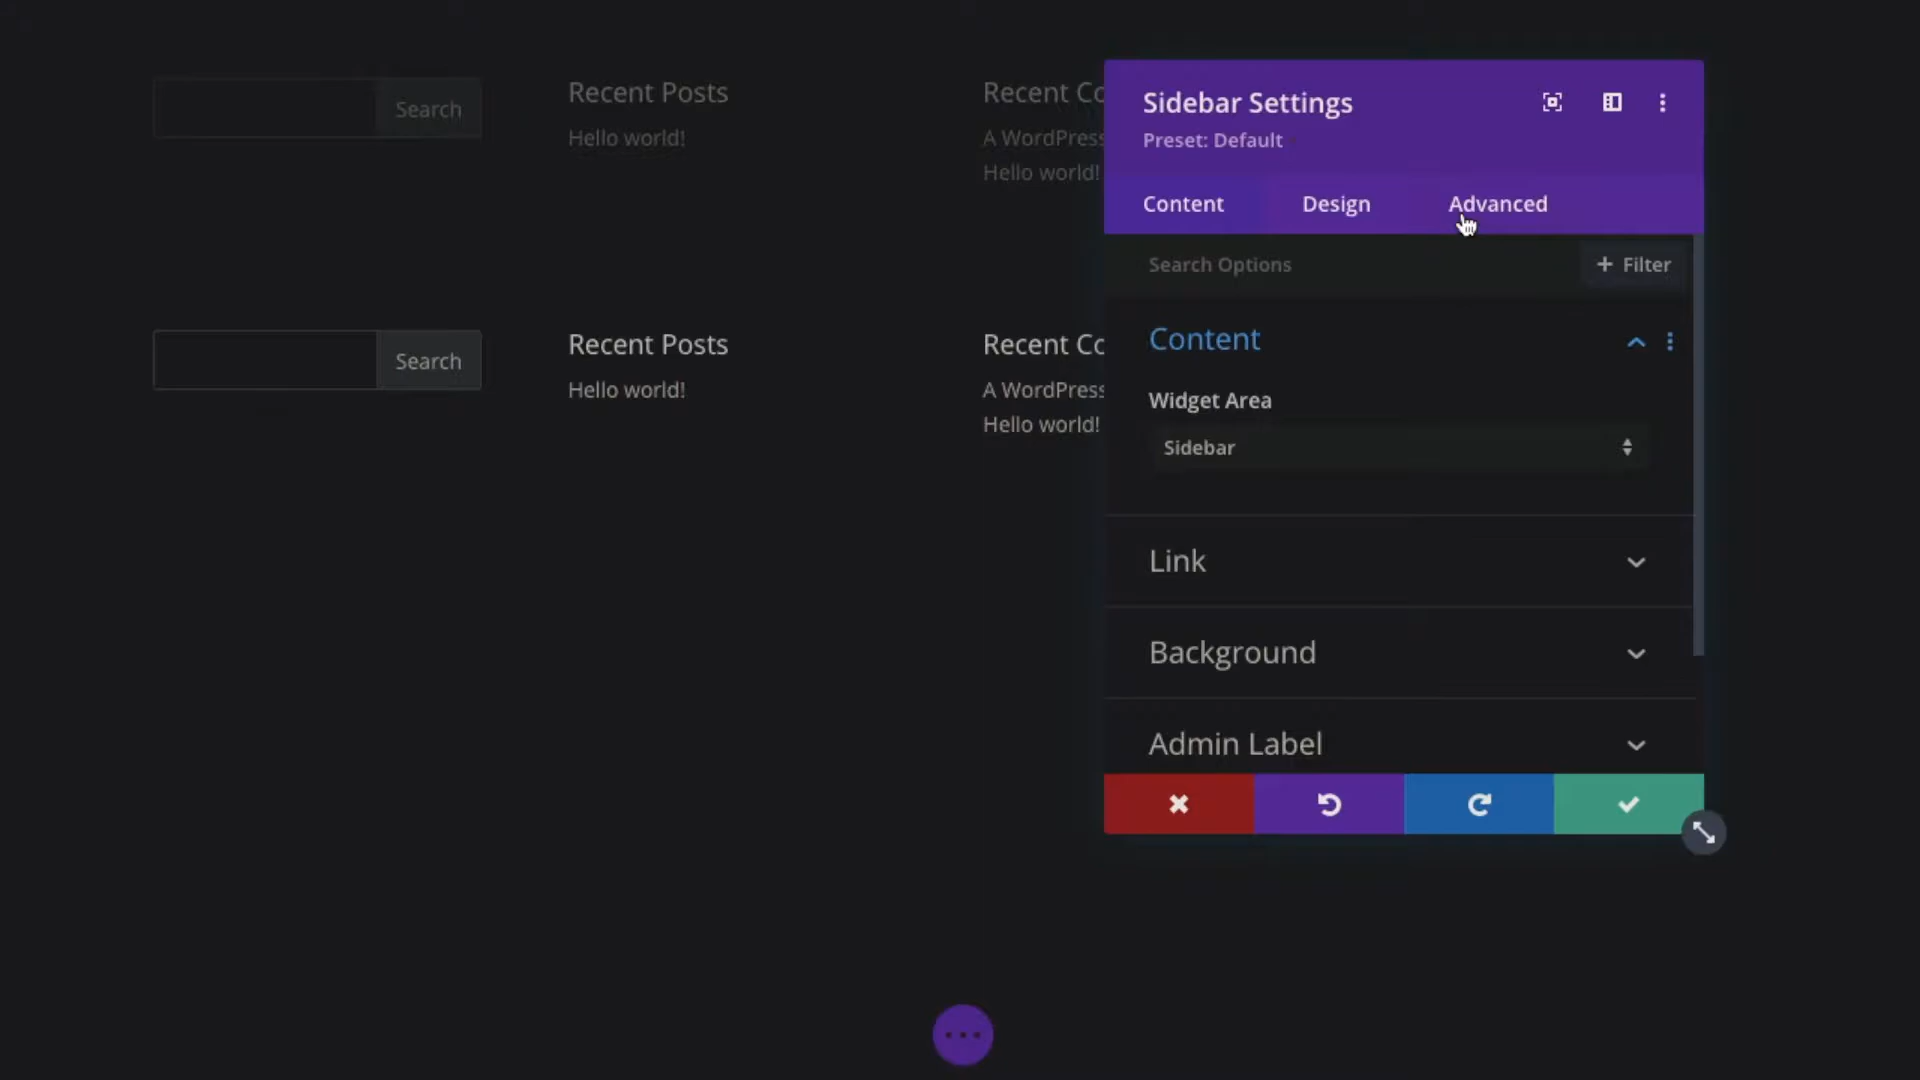 Search
Recent Posts
Hello world!
Recent Co
A WordPress
Hello world!
Search
Recent Posts
Hello world!
Recent Co
A WordPress
Hello world!
Sidebar Settings
Preset: Default
Content Design Advanced
Search Options
+ Filter
Content
Widget Area
Sidebar
Link
Background
Admin Label